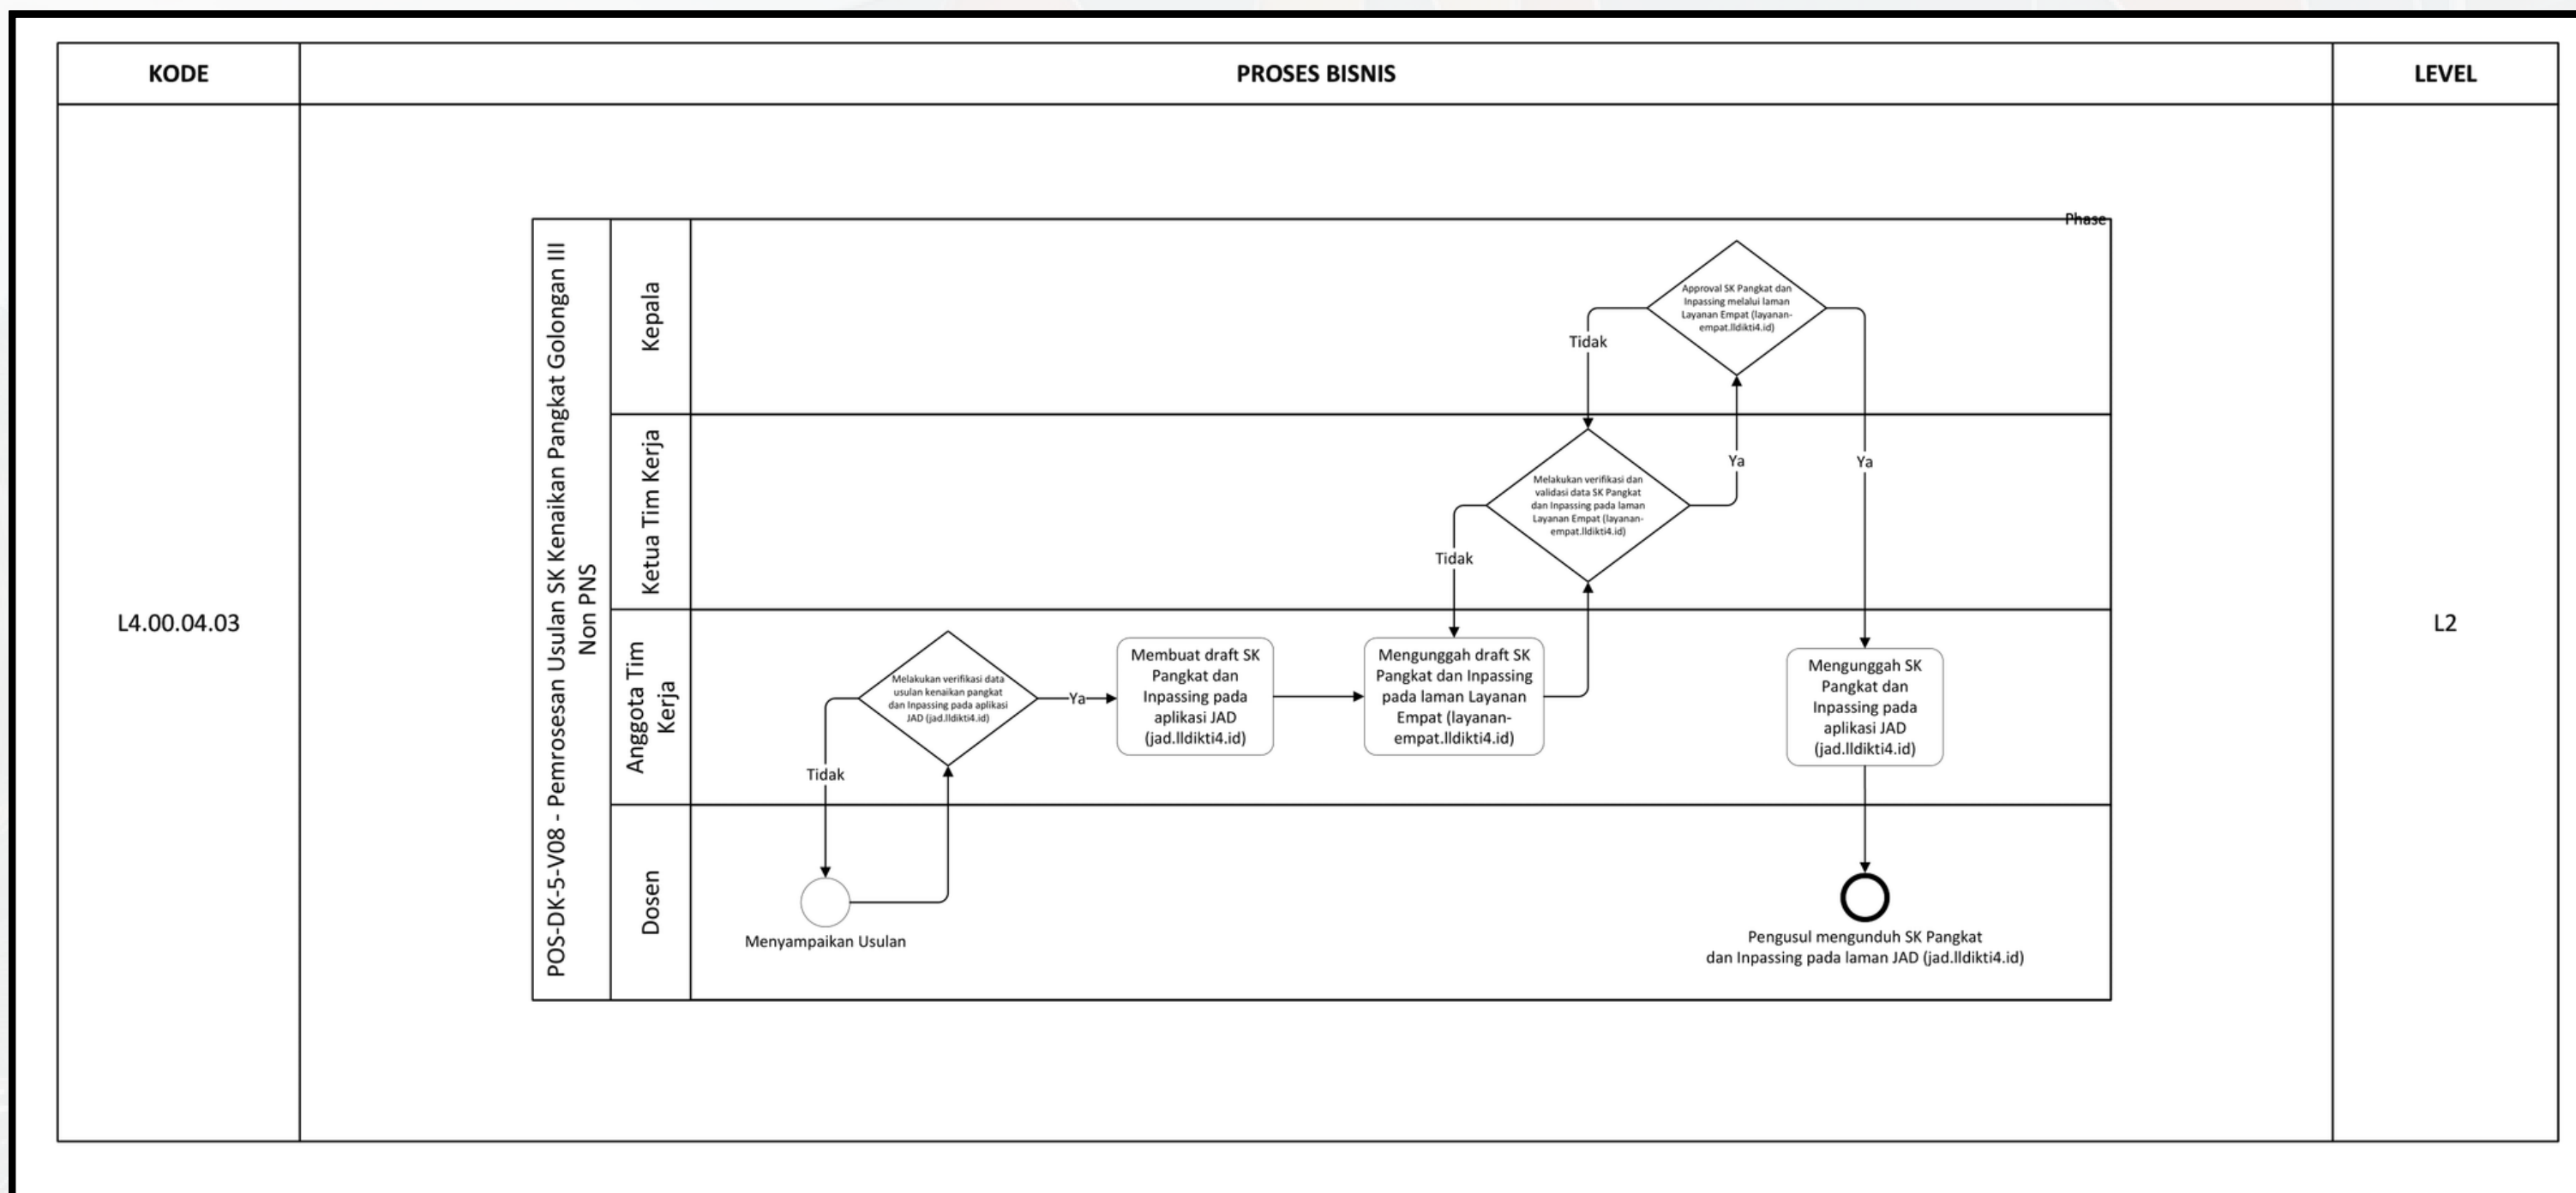 KODE
PROSES BISNIS
LEVEL
L4.00.04.03
L2
Phase
POS-DK-5-V08 - Pemrosesan Usulan SK Kenaikan Pangkat Golongan III
Non PNS
Kepala
Approval SK Pangkat dan
Inpassing melalui laman
Layanan Empat (layanan-
empat.lldikti4.id)
Tidak
Ya
Ketua Tim Kerja
Melakukan verifikasi dan
validasi data SK Pangkat
dan Inpassing pada laman
Layanan Empat (layanan-
empat.lldikti4.id)
Tidak
Ya
Anggota Tim
Kerja
Melakukan verifikasi data
usulan kenaikan pangkat
dan Inpassing pada aplikasi
JAD (jad.lldikti4.id)
Tidak
Ya
Membuat draft SK
Pangkat dan
Inpassing pada
aplikasi JAD
(jad.lldikti4.id)
Mengunggah draft SK
Pangkat dan Inpassing
pada laman Layanan
Empat (layanan-
empat.lldikti4.id)
Mengunggah SK
Pangkat dan
Inpassing pada
aplikasi JAD
(jad.lldikti4.id)
Dosen
Menyampaikan Usulan
Pengusul mengunduh SK Pangkat
dan Inpassing pada laman JAD (jad.lldikti4.id)